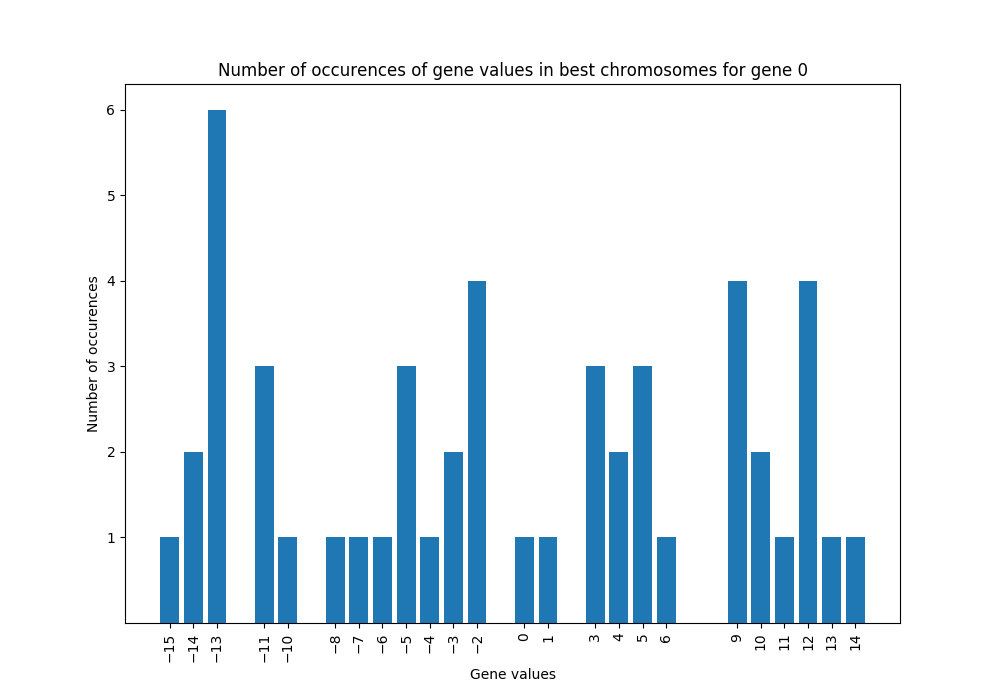 Number of occurences of gene values in best chromosomes for gene 0
Number of occurences
6
5
4
3
2
1
−15 −14 −13 −11 −10 −8 −7 −6 −5 −4 −3 −2 0 1 3 4 5 6 9 10 11 12 13 14
Gene values